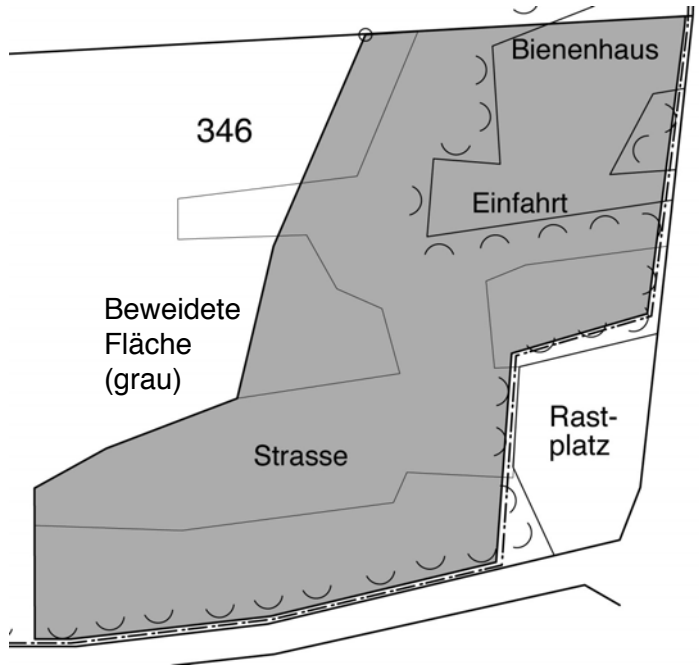 Bienenhaus
346
Einfahrt
Beweidete
Fläche
(grau)
Rast-
platz
Strasse